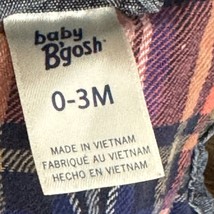 baby
B'gosh
0-3M
MADE IN VIETNAM
FABRIQUÉ AU VIETNAM
HECHO EN VIETNAM